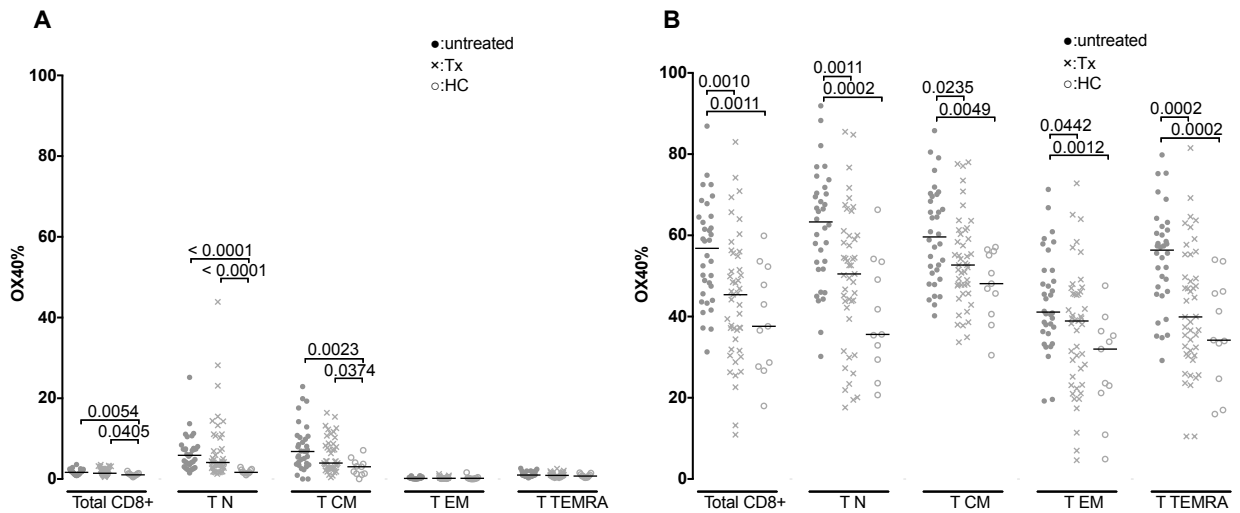 A
●:untreated
×:Tx
○:HC
OX40%
100
80
60
40
20
0
0.0054
0.0405
< 0.0001
< 0.0001
0.0023
0.0374
Total CD8+
T N
T CM
T EM
T TEMRA
B
●:untreated
×:Tx
○:HC
OX40%
100
80
60
40
20
0
0.0010
0.0011
0.0011
0.0002
0.0235
0.0049
0.0442
0.0012
0.0002
0.0002
Total CD8+
T N
T CM
T EM
T TEMRA